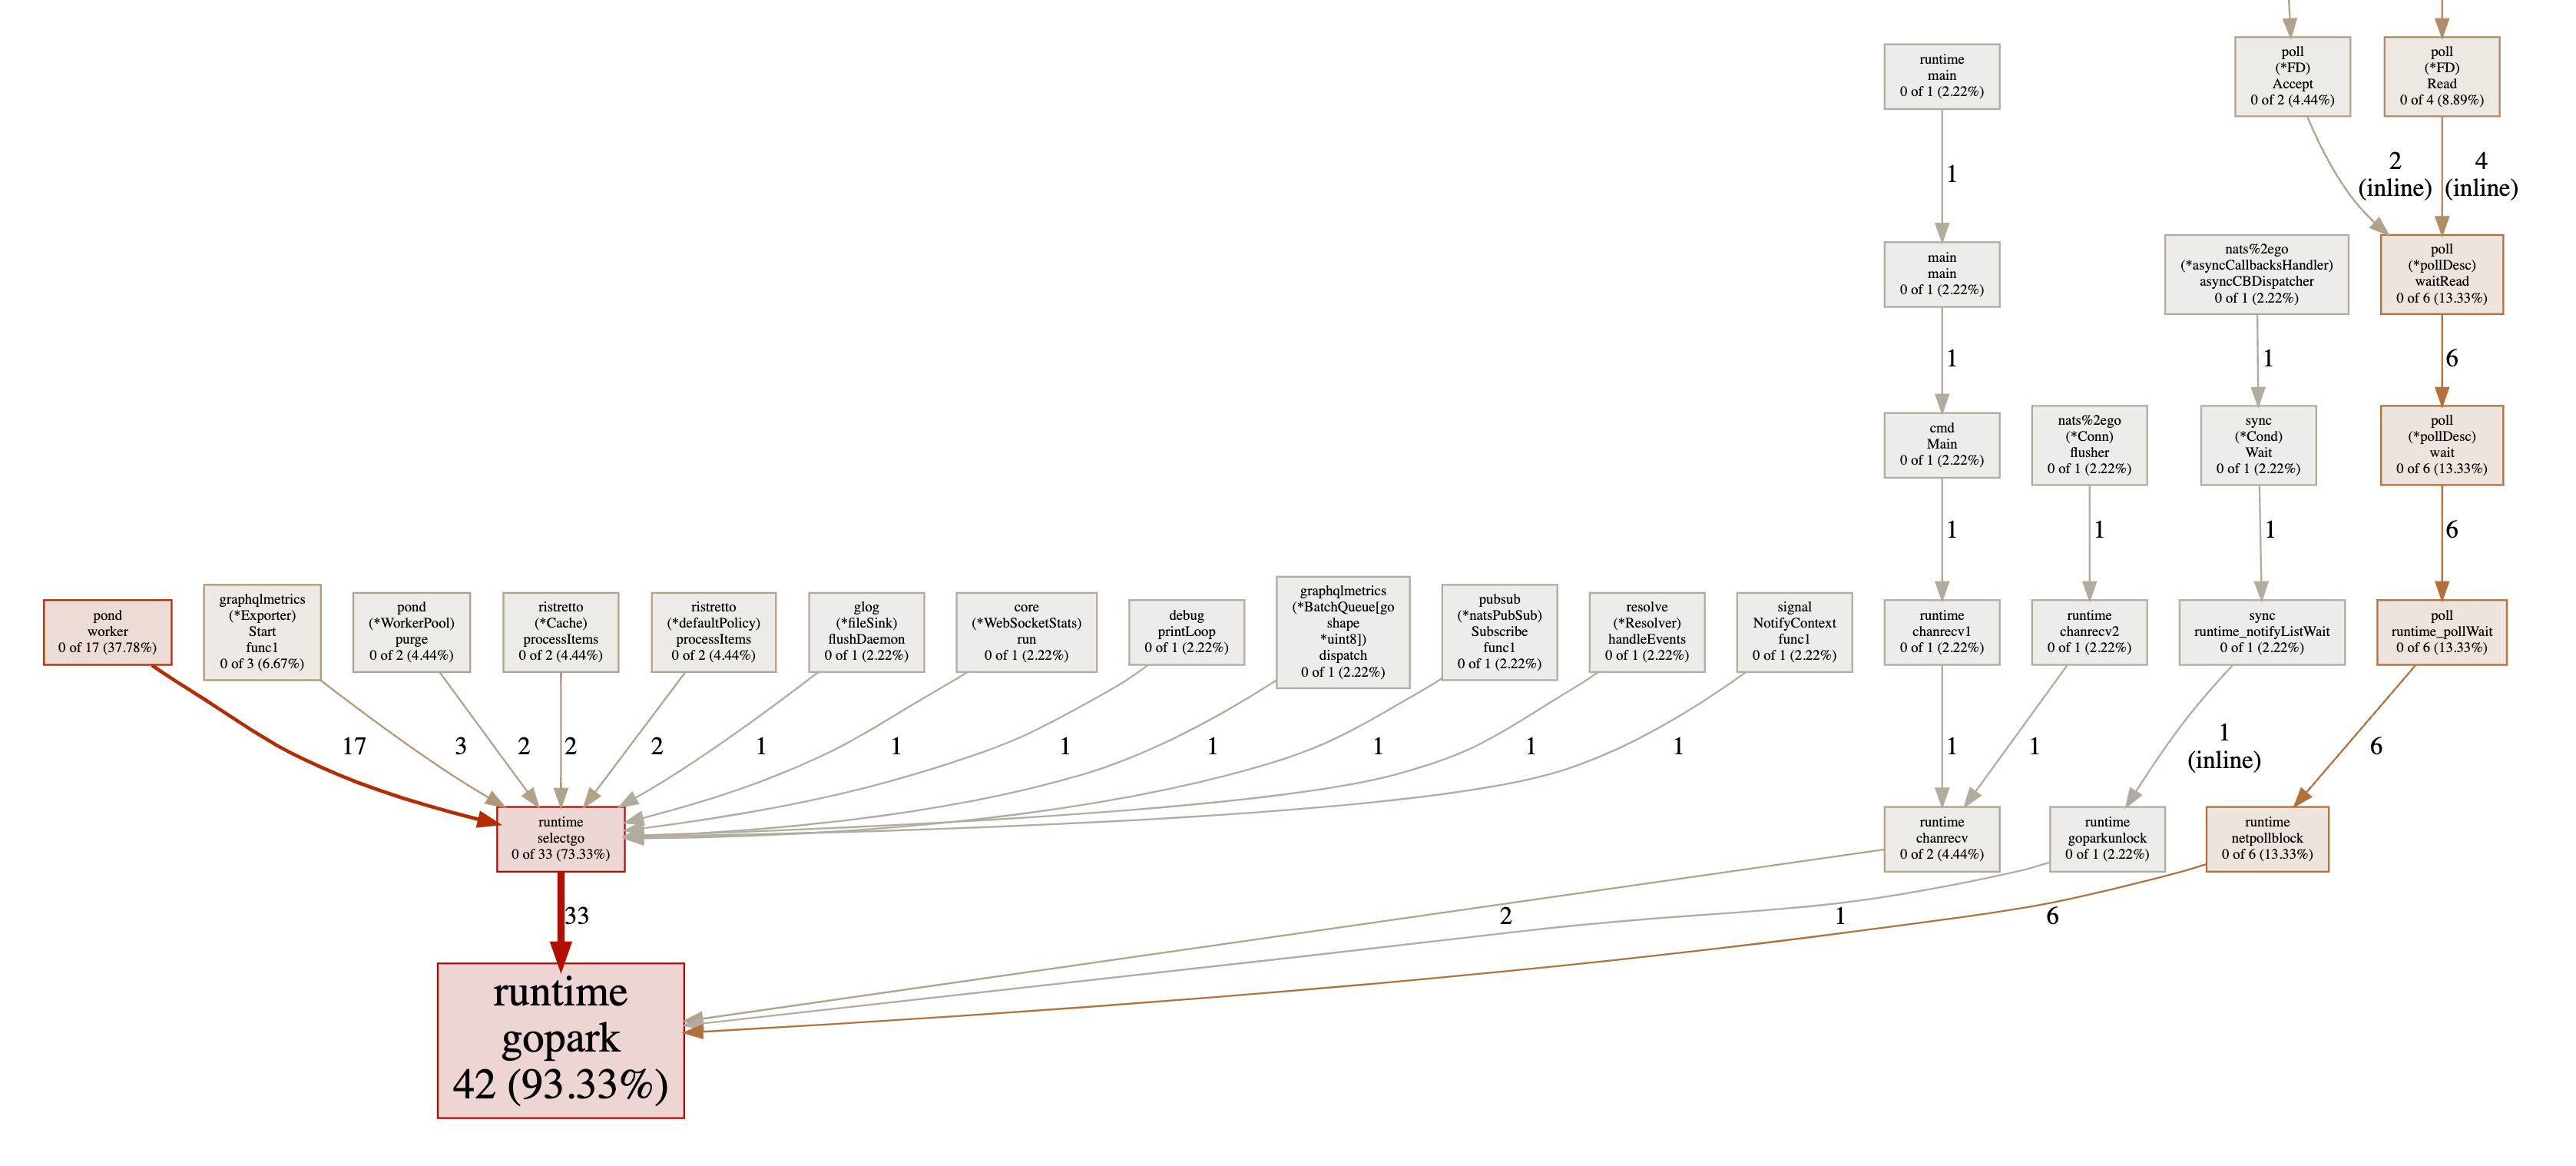 poll
(*FD)
Accept
0 of 2 (4.44%)
poll
(*FD)
Read
0 of 4 (8.89%)
runtime
main
0 of 1 (2.22%)
1
2
(inline)
4
(inline)
main
main
0 of 1 (2.22%)
nats%2ego
(*asyncCallbacksHandler)
asyncCBDispatcher
0 of 1 (2.22%)
poll
(*pollDesc)
waitRead
0 of 6 (13.33%)
1
1
6
cmd
Main
0 of 1 (2.22%)
nats%2ego
(*Conn)
flusher
0 of 1 (2.22%)
sync
(*Cond)
Wait
0 of 1 (2.22%)
poll
(*pollDesc)
wait
0 of 6 (13.33%)
1
1
1
6
pond
worker
0 of 17 (37.78%)
graphqlmetrics
(*Exporter)
Start
func1
0 of 3 (6.67%)
pond
(*WorkerPool)
purge
0 of 2 (4.44%)
ristretto
(*Cache)
processItems
0 of 2 (4.44%)
ristretto
(*defaultPolicy)
processItems
0 of 2 (4.44%)
glog
(*fileSink)
flushDaemon
0 of 1 (2.22%)
core
(*WebSocketStats)
run
0 of 1 (2.22%)
debug
printLoop
0 of 1 (2.22%)
graphqlmetrics
(*BatchQueue[go
shape
*uint8])
dispatch
0 of 1 (2.22%)
pubsub
(*natsPubSub)
Subscribe
func1
0 of 1 (2.22%)
resolve
(*Resolver)
handleEvents
0 of 1 (2.22%)
signal
NotifyContext
func1
0 of 1 (2.22%)
runtime
chanrecv1
0 of 1 (2.22%)
runtime
chanrecv2
0 of 1 (2.22%)
sync
runtime_notifyListWait
0 of 1 (2.22%)
poll
runtime_pollWait
0 of 6 (13.33%)
17
3
2
2
2
1
1
1
1
1
1
1
1
1
1
(inline)
6
runtime
selectgo
0 of 33 (73.33%)
runtime
chanrecv
0 of 2 (4.44%)
runtime
goparkunlock
0 of 1 (2.22%)
runtime
netpollblock
0 of 6 (13.33%)
33
2
1
6
runtime
gopark
42 (93.33%)